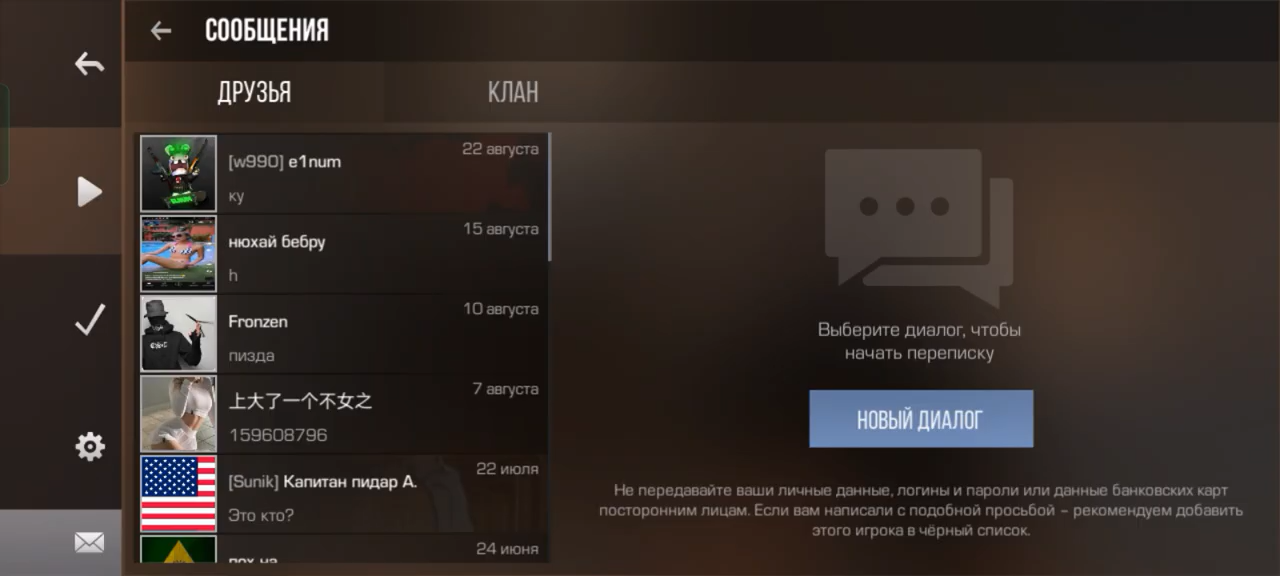 СООБЩЕНИЯ
ДРУЗЬЯ
КЛАН
[w990] e1num
22 августа
ку
нюхай бебру
15 августа
h
Fronzen
10 августа
пизда
上大了一个不女之
7 августа
159608796
[Sunik] Капитан пидар А.
22 июля
Это кто?
24 июня
Выберите диалог, чтобы
начать переписку
НОВЫЙ ДИАЛОГ
Не передавайте ваши личные данные, логины и пароли или данные банковских карт
посторонним лицам. Если вам написали с подобной просьбой – рекомендуем добавить
этого игрока в чёрный список.